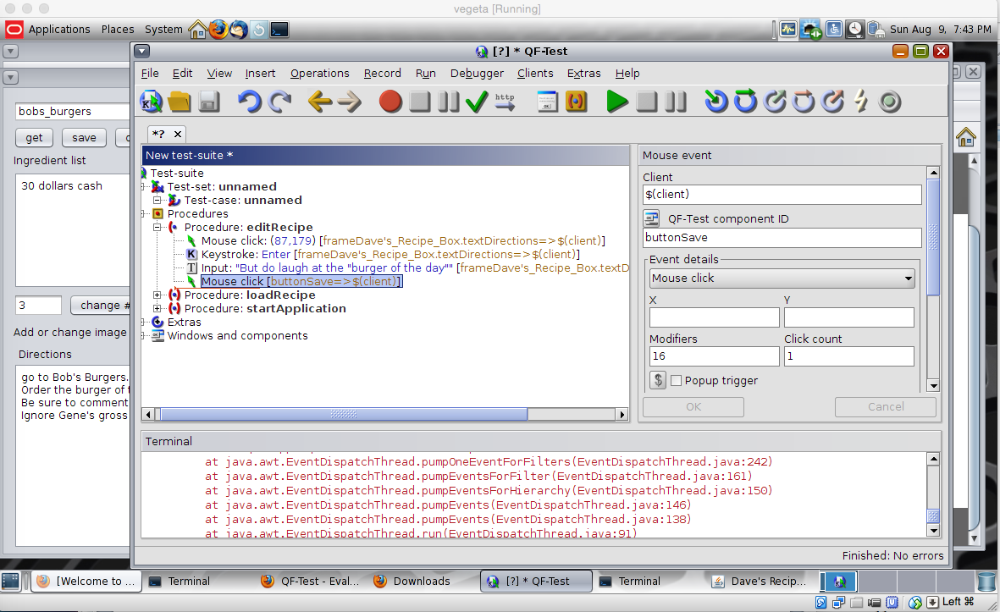 vegeta [Running]
Applications Places System
Sun Aug 9, 7:43 PM
[?] * QF-Test
File Edit View Insert Operations Record Run Debugger Clients Extras Help
http
*?
bobs_burgers
get save
Ingredient list
30 dollars cash
3 change #
Add or change image
Directions
go to Bob's Burgers.
Order the burger of
Be sure to comment
Ignore Gene's gross
New test-suite *
Test-suite
Test-set: unnamed
Test-case: unnamed
Procedures
Procedure: editRecipe
Mouse click: (87,179) [frameDave's_Recipe_Box.textDirections=>$(client)]
Keystroke: Enter [frameDave's_Recipe_Box.textDirections=>$(client)]
Input: "But do laugh at the "burger of the day"" [frameDave's_Recipe_Box.textD
Mouse click [buttonSave=>$(client)]
Procedure: loadRecipe
Procedure: startApplication
Extras
Windows and components
Mouse event
Client
$(client)
QF-Test component ID
buttonSave
Event details
Mouse click
X Y
Modifiers Click count
16 1
$ Popup trigger
OK Cancel
Terminal
at java.awt.EventDispatchThread.pumpOneEventForFilters(EventDispatchThread.java:242)
at java.awt.EventDispatchThread.pumpEventsForFilter(EventDispatchThread.java:161)
at java.awt.EventDispatchThread.pumpEventsForHierarchy(EventDispatchThread.java:150)
at java.awt.EventDispatchThread.pumpEvents(EventDispatchThread.java:146)
at java.awt.EventDispatchThread.pumpEvents(EventDispatchThread.java:138)
at java.awt.EventDispatchThread.run(EventDispatchThread.java:91)
Finished: No errors
[Welcome to ... Terminal QF-Test - Eval... Downloads [?] * QF-Test Terminal Dave's Recip...
Left ⌘